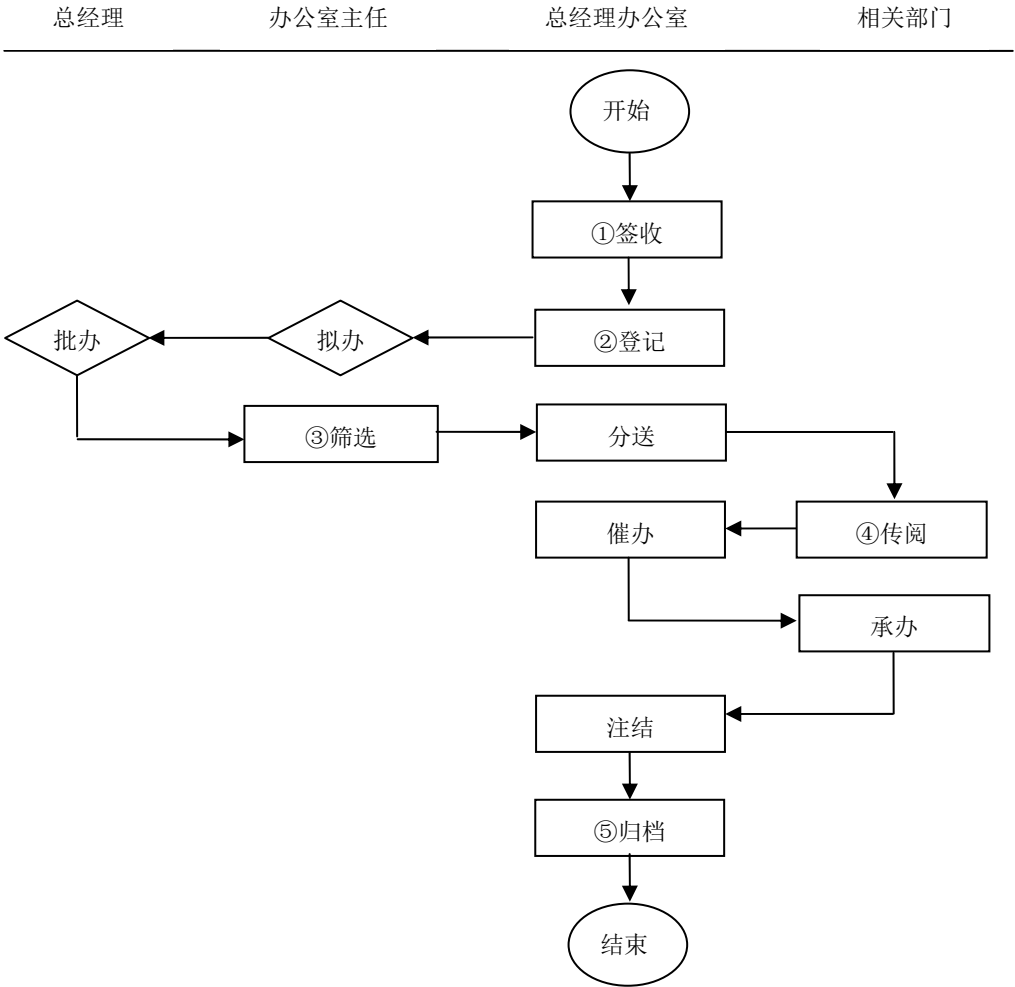 总经理 办公室主任 总经理办公室 相关部门
开始
①签收
批办 拟办 ②登记
③筛选 分送
催办 ④传阅
承办
注结
⑤归档
结束